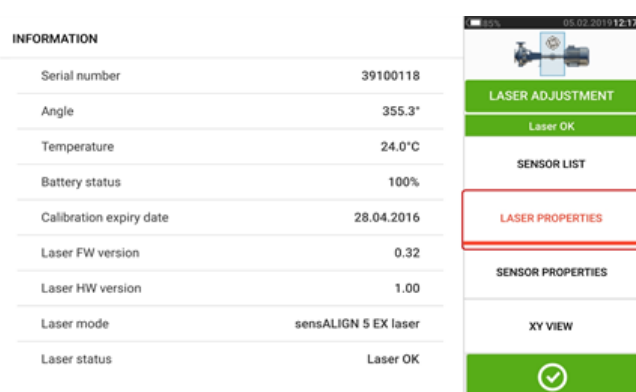 INFORMATION
Serial number 39100118
Angle 355.3°
Temperature 24.0°C
Battery status 100%
Calibration expiry date 28.04.2016
Laser FW version 0.32
Laser HW version 1.00
Laser mode sensALIGN 5 EX laser
Laser status Laser OK
85% 05.02.2019 12:17
LASER ADJUSTMENT
Laser OK
SENSOR LIST
LASER PROPERTIES
SENSOR PROPERTIES
XY VIEW